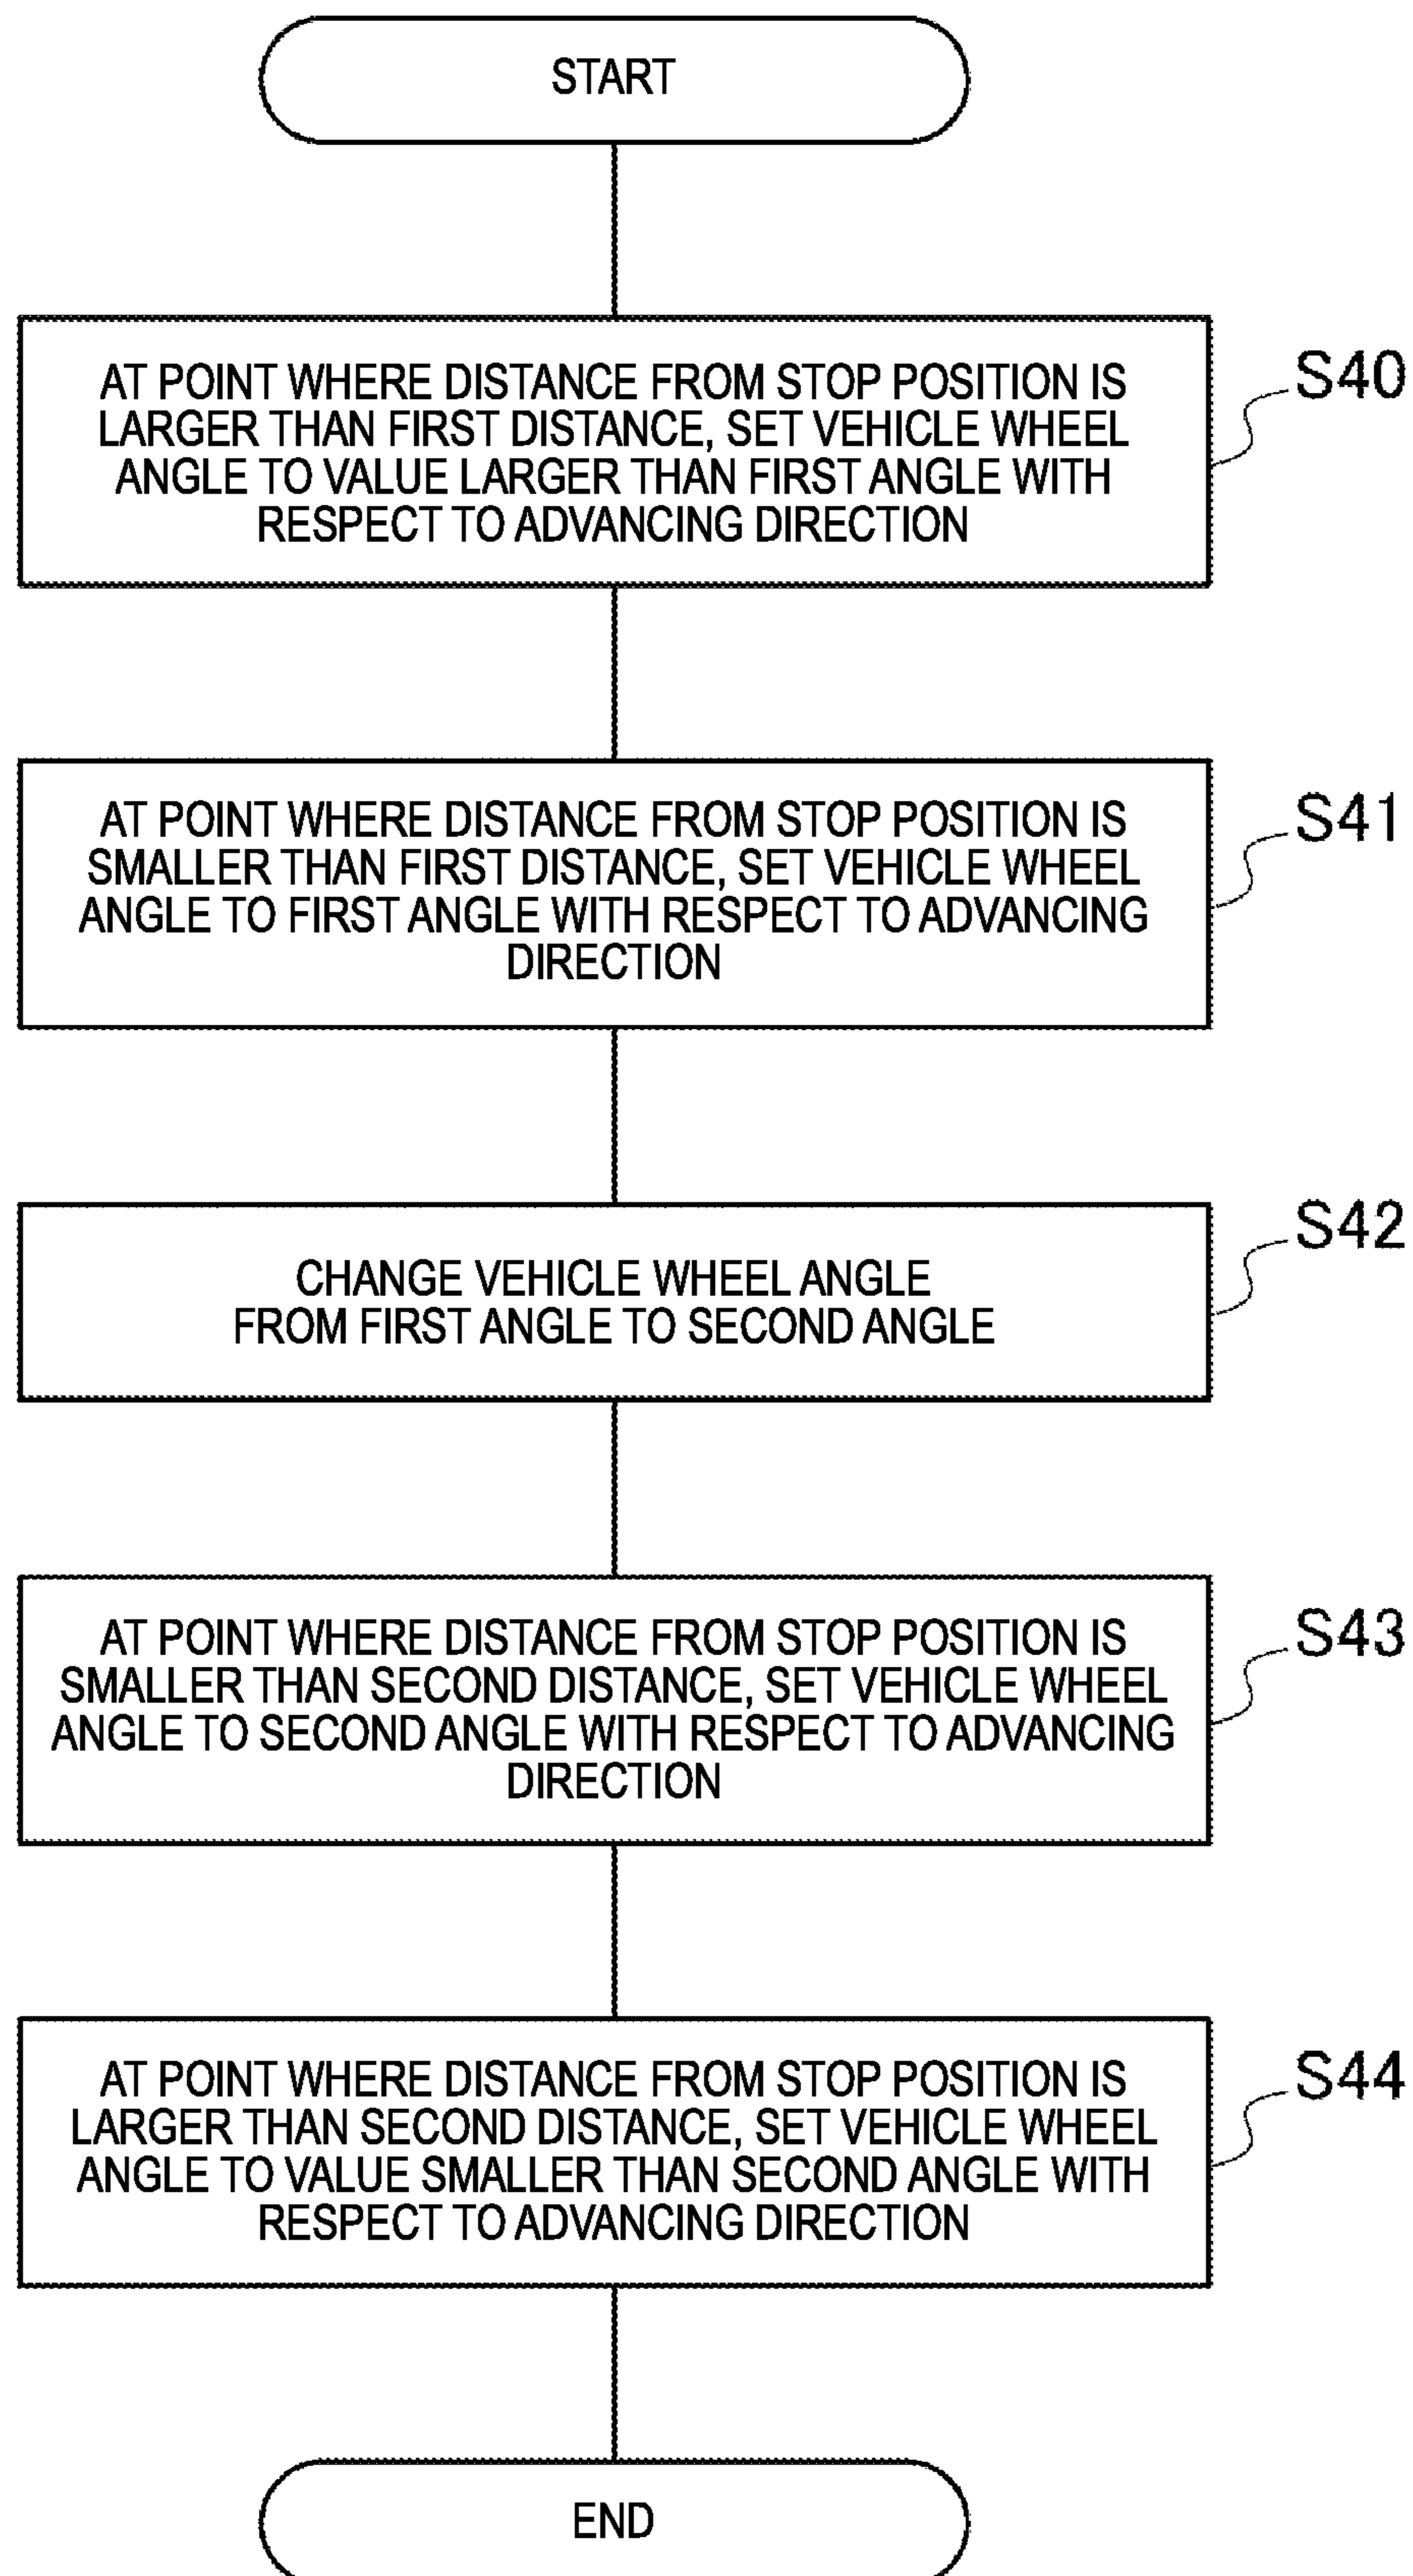 START
AT POINT WHERE DISTANCE FROM STOP POSITION IS
LARGER THAN FIRST DISTANCE, SET VEHICLE WHEEL
ANGLE TO VALUE LARGER THAN FIRST ANGLE WITH
RESPECT TO ADVANCING DIRECTION
S40
AT POINT WHERE DISTANCE FROM STOP POSITION IS
SMALLER THAN FIRST DISTANCE, SET VEHICLE WHEEL
ANGLE TO FIRST ANGLE WITH RESPECT TO ADVANCING
DIRECTION
S41
CHANGE VEHICLE WHEEL ANGLE
FROM FIRST ANGLE TO SECOND ANGLE
S42
AT POINT WHERE DISTANCE FROM STOP POSITION IS
SMALLER THAN SECOND DISTANCE, SET VEHICLE WHEEL
ANGLE TO SECOND ANGLE WITH RESPECT TO ADVANCING
DIRECTION
S43
AT POINT WHERE DISTANCE FROM STOP POSITION IS
LARGER THAN SECOND DISTANCE, SET VEHICLE WHEEL
ANGLE TO VALUE SMALLER THAN SECOND ANGLE WITH
RESPECT TO ADVANCING DIRECTION
S44
END